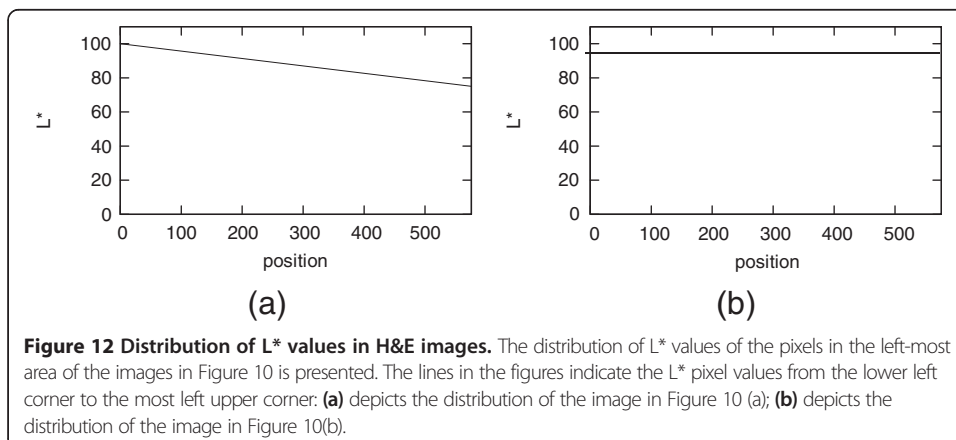 100
80
60
40
20
0
L*
0 100 200 300 400 500
position
(a)
100
80
60
40
20
0
L*
0 100 200 300 400 500
position
(b)
Figure 12 Distribution of L* values in H&E images. The distribution of L* values of the pixels in the left-most
area of the images in Figure 10 is presented. The lines in the figures indicate the L* pixel values from the lower left
corner to the most left upper corner: (a) depicts the distribution of the image in Figure 10 (a); (b) depicts the
distribution of the image in Figure 10(b).